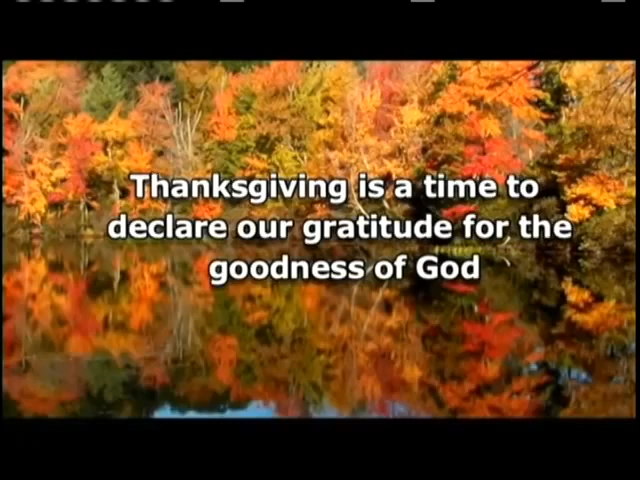 Thanksgiving is a time to
declare our gratitude for the
goodness of God